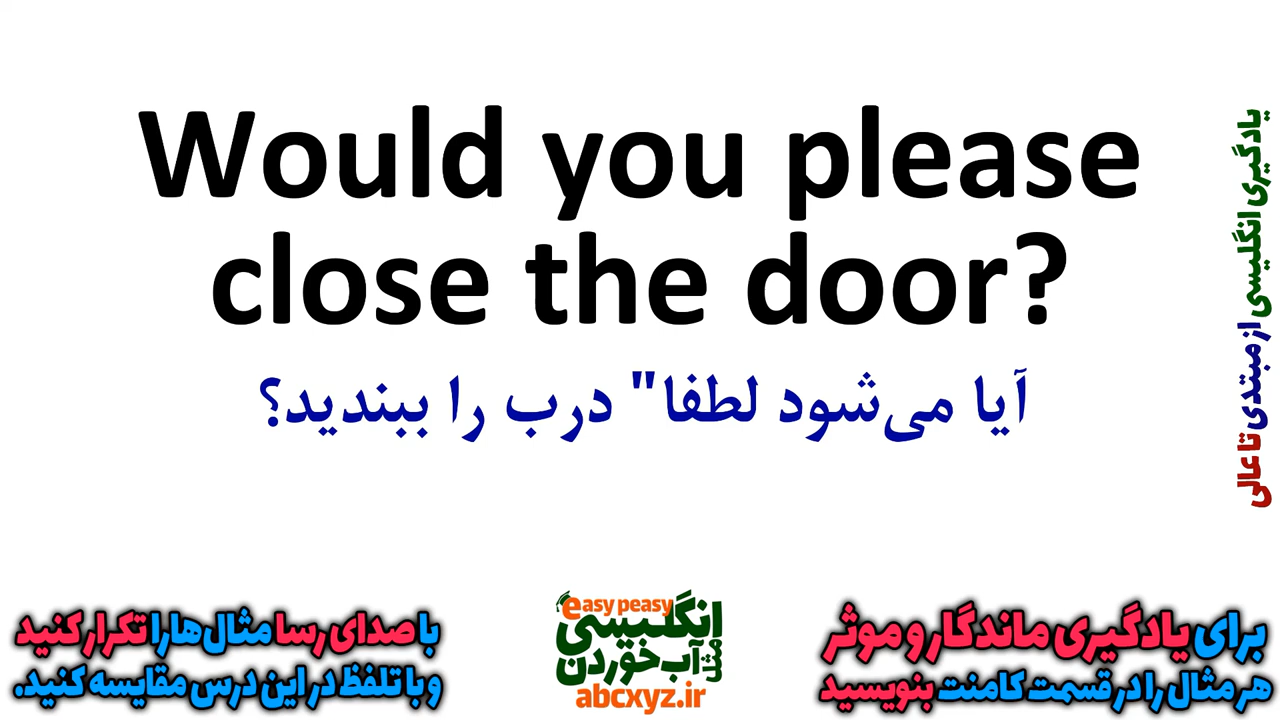 Would you please
close the door?
آیا می‌شود لطفا" درب را ببندید؟
یادگیری انگلیسی از مبتدی تا عالی
با صدای رسا مثال‌ها را تکرار کنید
و با تلفظ در این درس مقایسه کنید.
easy peasy
انگلیسی
مثل
آب خوردن
abcxyz.ir
برای یادگیری ماندگار و موثر
هر مثال را در قسمت کامنت بنویسید